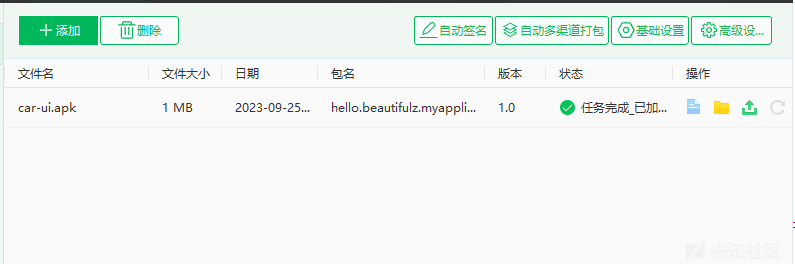 添加 删除 自动签名 自动多渠道打包 基础设置 高级设...
文件名 文件大小 日期 包名 版本 状态 操作
car-ui.apk 1 MB 2023-09-25... hello.beautifulz.myappli... 1.0 任务完成_已加...
先知社区